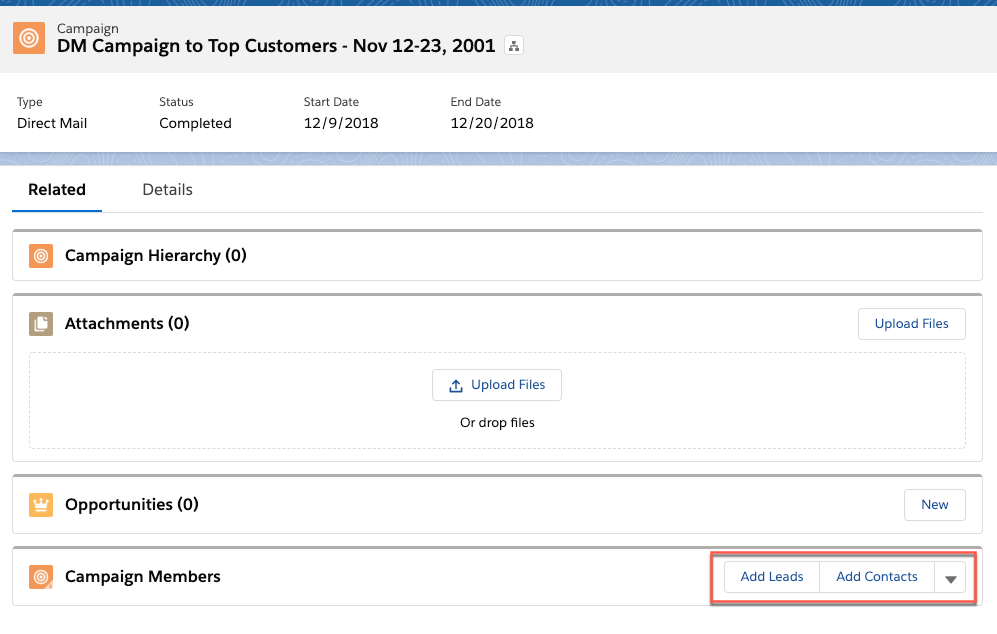 Campaign
DM Campaign to Top Customers - Nov 12-23, 2001
Type Status Start Date End Date
Direct Mail Completed 12/9/2018 12/20/2018
Related Details
Campaign Hierarchy (0)
Attachments (0) Upload Files
Upload Files
Or drop files
Opportunities (0) New
Campaign Members Add Leads Add Contacts